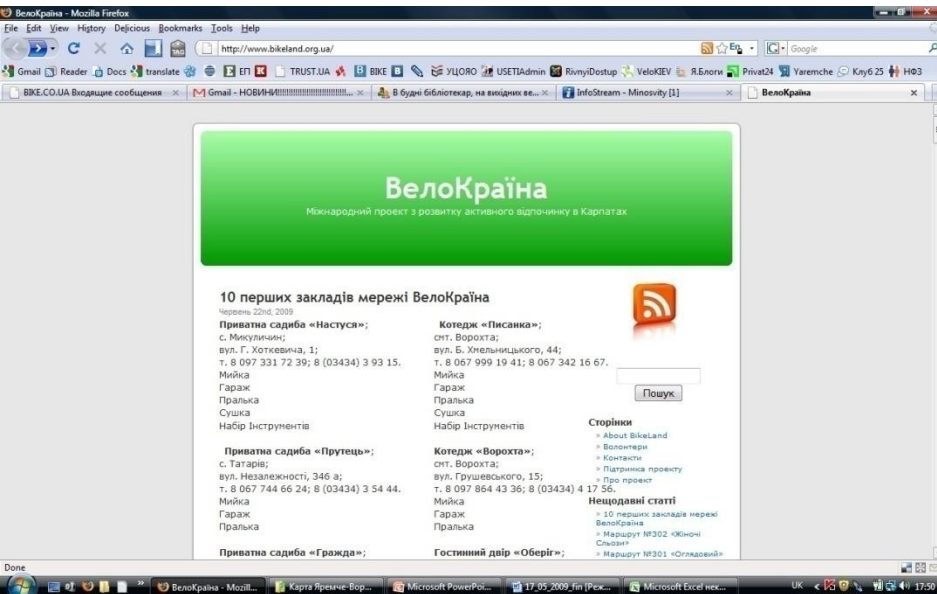 ВелоКраїна - Mozilla Firefox
File Edit View History Delicious Bookmarks Tools Help
http://www.bikeland.org.ua/
Google
Gmail Reader Docs translate ЕП TRUST.UA BIKE УЦОЯО USETIAdmin RivnyiDostup VeloKIEV Я.Блоги Privat24 Yaremche Клуб 25 НФЗ
BIKE.CO.UA Входящие сообщения
Gmail - НОВИНИ!!!!!!!!!!!!!!!!!!!!!!!!!!!!!!...
В будні бібліотекар, на вихідних ве...
InfoStream - Minosvity [1]
ВелоКраїна
ВелоКраїна
Міжнародний проект з розвитку активного відпочинку в Карпатах
10 перших закладів мережі ВелоКраїна
Червень 22nd, 2009
Приватна садиба «Настуся»;
с. Микуличин;
вул. Г. Хоткевича, 1;
т. 8 097 331 72 39; 8 (03434) 3 93 15.
Мийка
Гараж
Пралька
Сушка
Набір Інструментів
Котедж «Писанка»;
смт. Ворохта;
вул. Б. Хмельницького, 44;
т. 8 067 999 19 41; 8 067 342 16 67.
Мийка
Гараж
Пралька
Сушка
Набір Інструментів
Приватна садиба «Прутець»;
с. Татарів;
вул. Незалежності, 346 а;
т. 8 067 744 66 24; 8 (03434) 3 54 44.
Мийка
Гараж
Пралька
Котедж «Ворохта»;
смт. Ворохта;
вул. Грушевського, 15;
т. 8 097 864 43 36; 8 (03434) 4 17 56.
Мийка
Гараж
Пралька
Приватна садиба «Гражда»;
Гостинний двір «Оберіг»;
Пошук
Сторінки
» About BikeLand
» Волонтери
» Контакти
» Підтримка проекту
» Про проект
Нещодавні статті
» 10 перших закладів мережі
ВелоКраїна
» Маршрут №302 «Жіночі
Сльози»
» Маршрут №301 «Оглядовий»
Done
ВелоКраїна - Mozill...
Карта Яремче-Вор...
Microsoft PowerPoi...
17_05_2009_fin [Реж...
Microsoft Excel нек...
UK
17:50